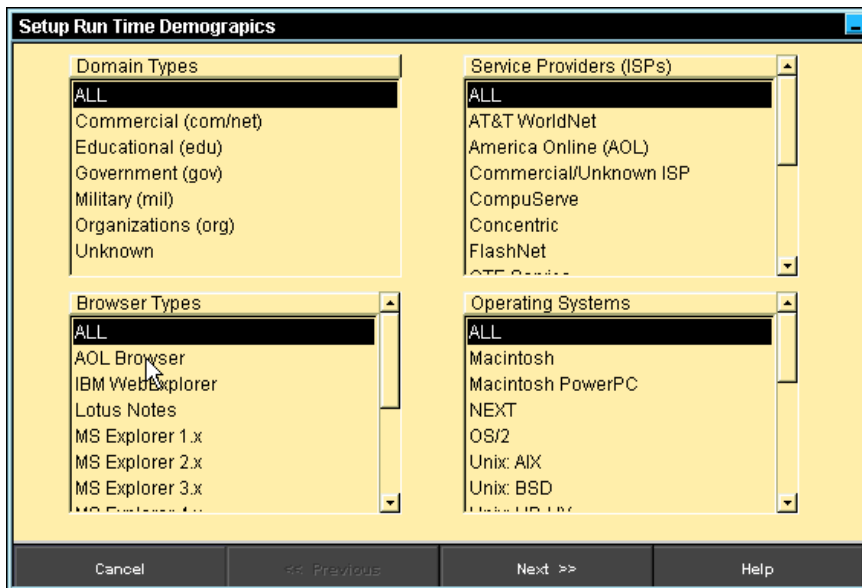 Setup Run Time Demograpics
Domain Types
ALL
Commercial (com/net)
Educational (edu)
Government (gov)
Military (mil)
Organizations (org)
Unknown
Service Providers (ISPs)
ALL
AT&T WorldNet
America Online (AOL)
Commercial/Unknown ISP
CompuServe
Concentric
FlashNet
Browser Types
ALL
AOL Browser
IBM WebExplorer
Lotus Notes
MS Explorer 1.x
MS Explorer 2.x
MS Explorer 3.x
Operating Systems
ALL
Macintosh
Macintosh PowerPC
NEXT
OS/2
Unix: AIX
Unix: BSD
Cancel
<< Previous
Next >>
Help